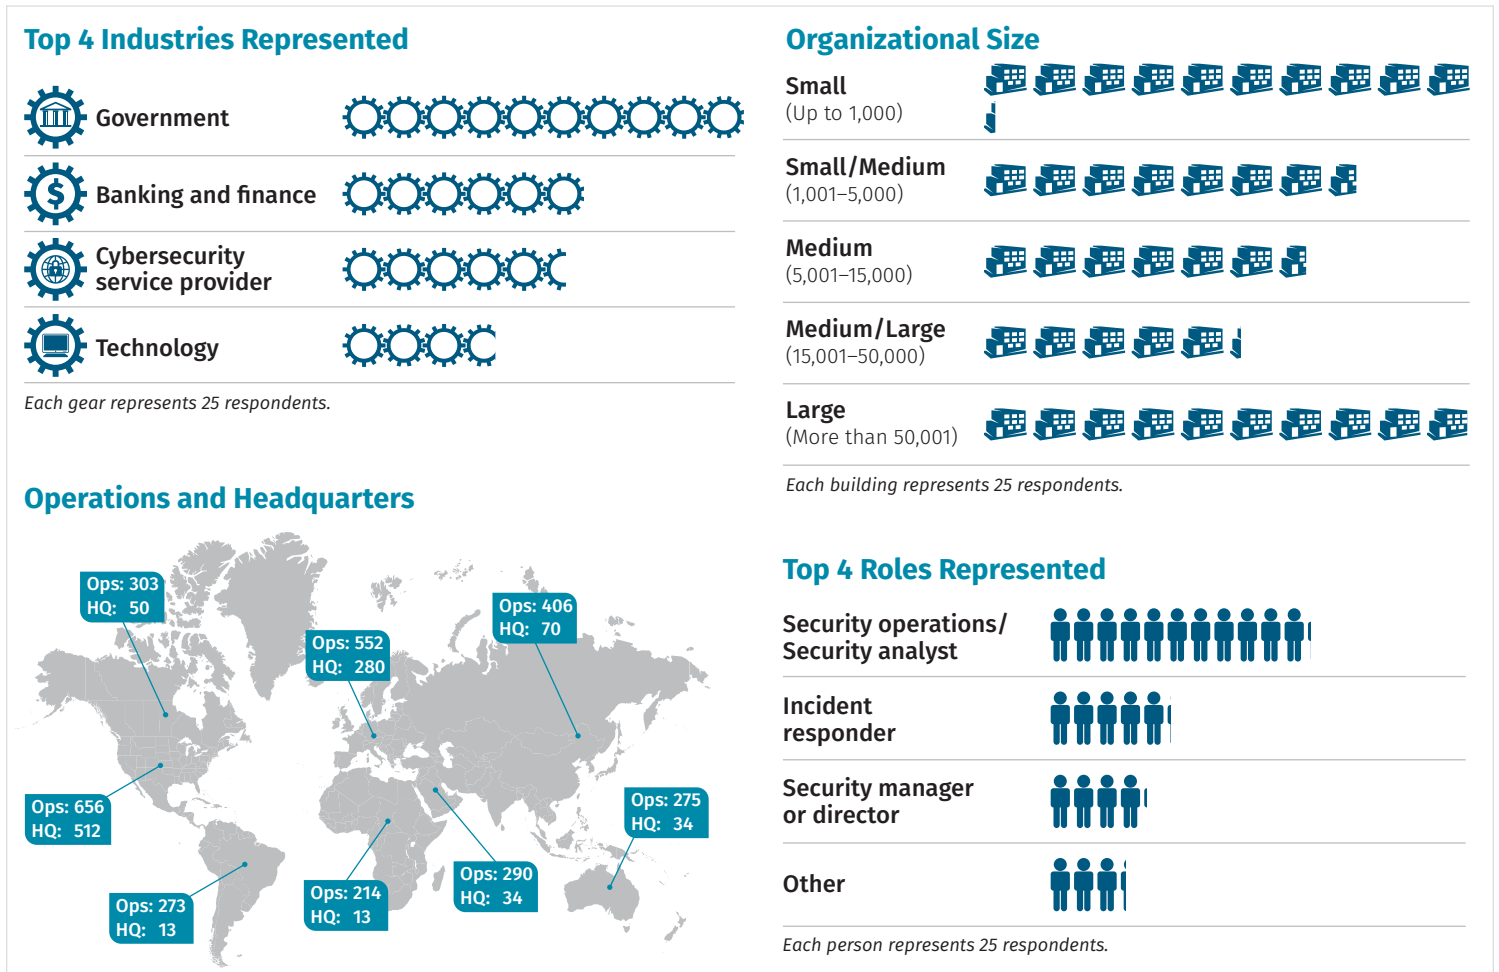 Top 4 Industries Represented
Government
Banking and finance
Cybersecurity
service provider
Technology
Each gear represents 25 respondents.
Organizational Size
Small
(Up to 1,000)
Small/Medium
(1,001–5,000)
Medium
(5,001–15,000)
Medium/Large
(15,001–50,000)
Large
(More than 50,001)
Each building represents 25 respondents.
Operations and Headquarters
Ops: 303
HQ: 50
Ops: 552
HQ: 280
Ops: 406
HQ: 70
Ops: 656
HQ: 512
Ops: 275
HQ: 34
Ops: 290
HQ: 34
Ops: 214
HQ: 13
Ops: 273
HQ: 13
Top 4 Roles Represented
Security operations/
Security analyst
Incident
responder
Security manager
or director
Other
Each person represents 25 respondents.